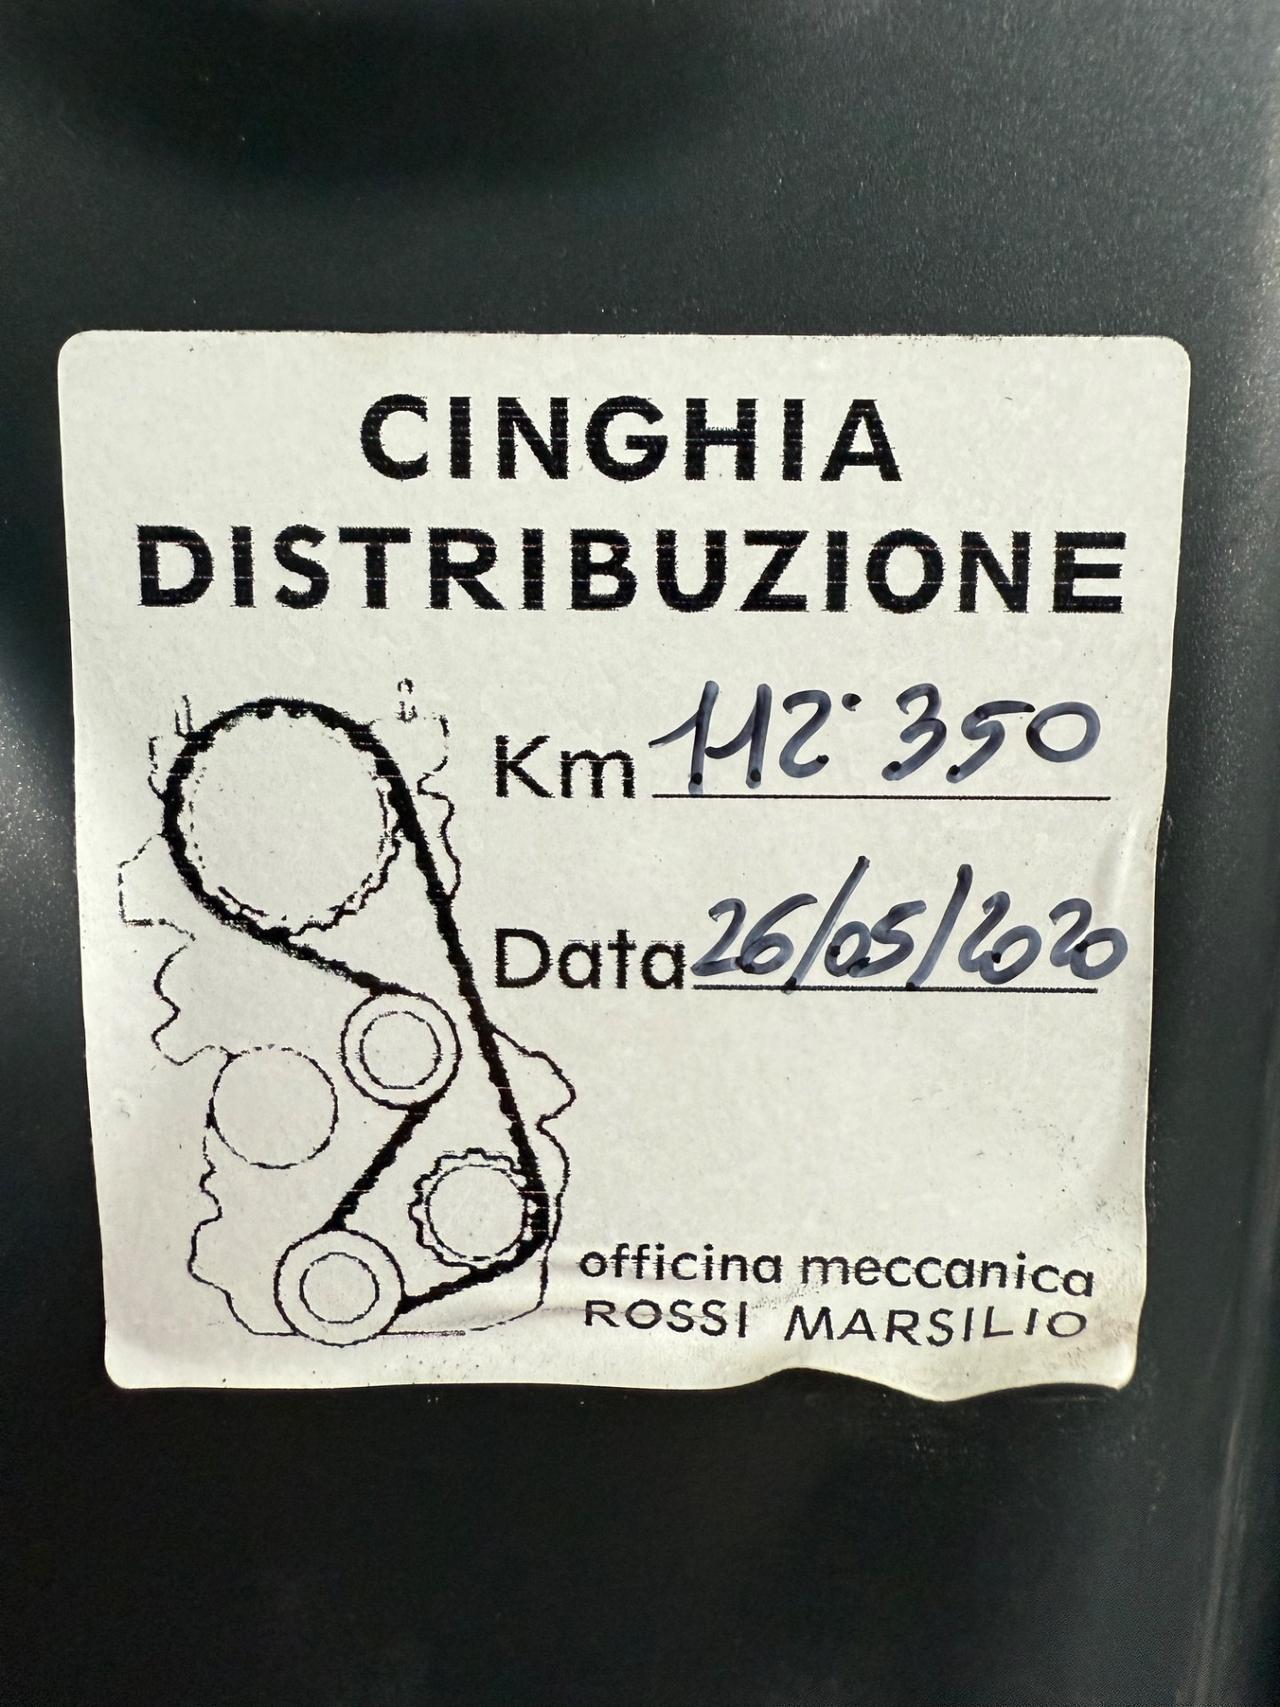 CINGHIA
DISTRIBUZIONE
Km 112˙350
Data 26/05/2020
officina meccanica
ROSSI MARSILIO